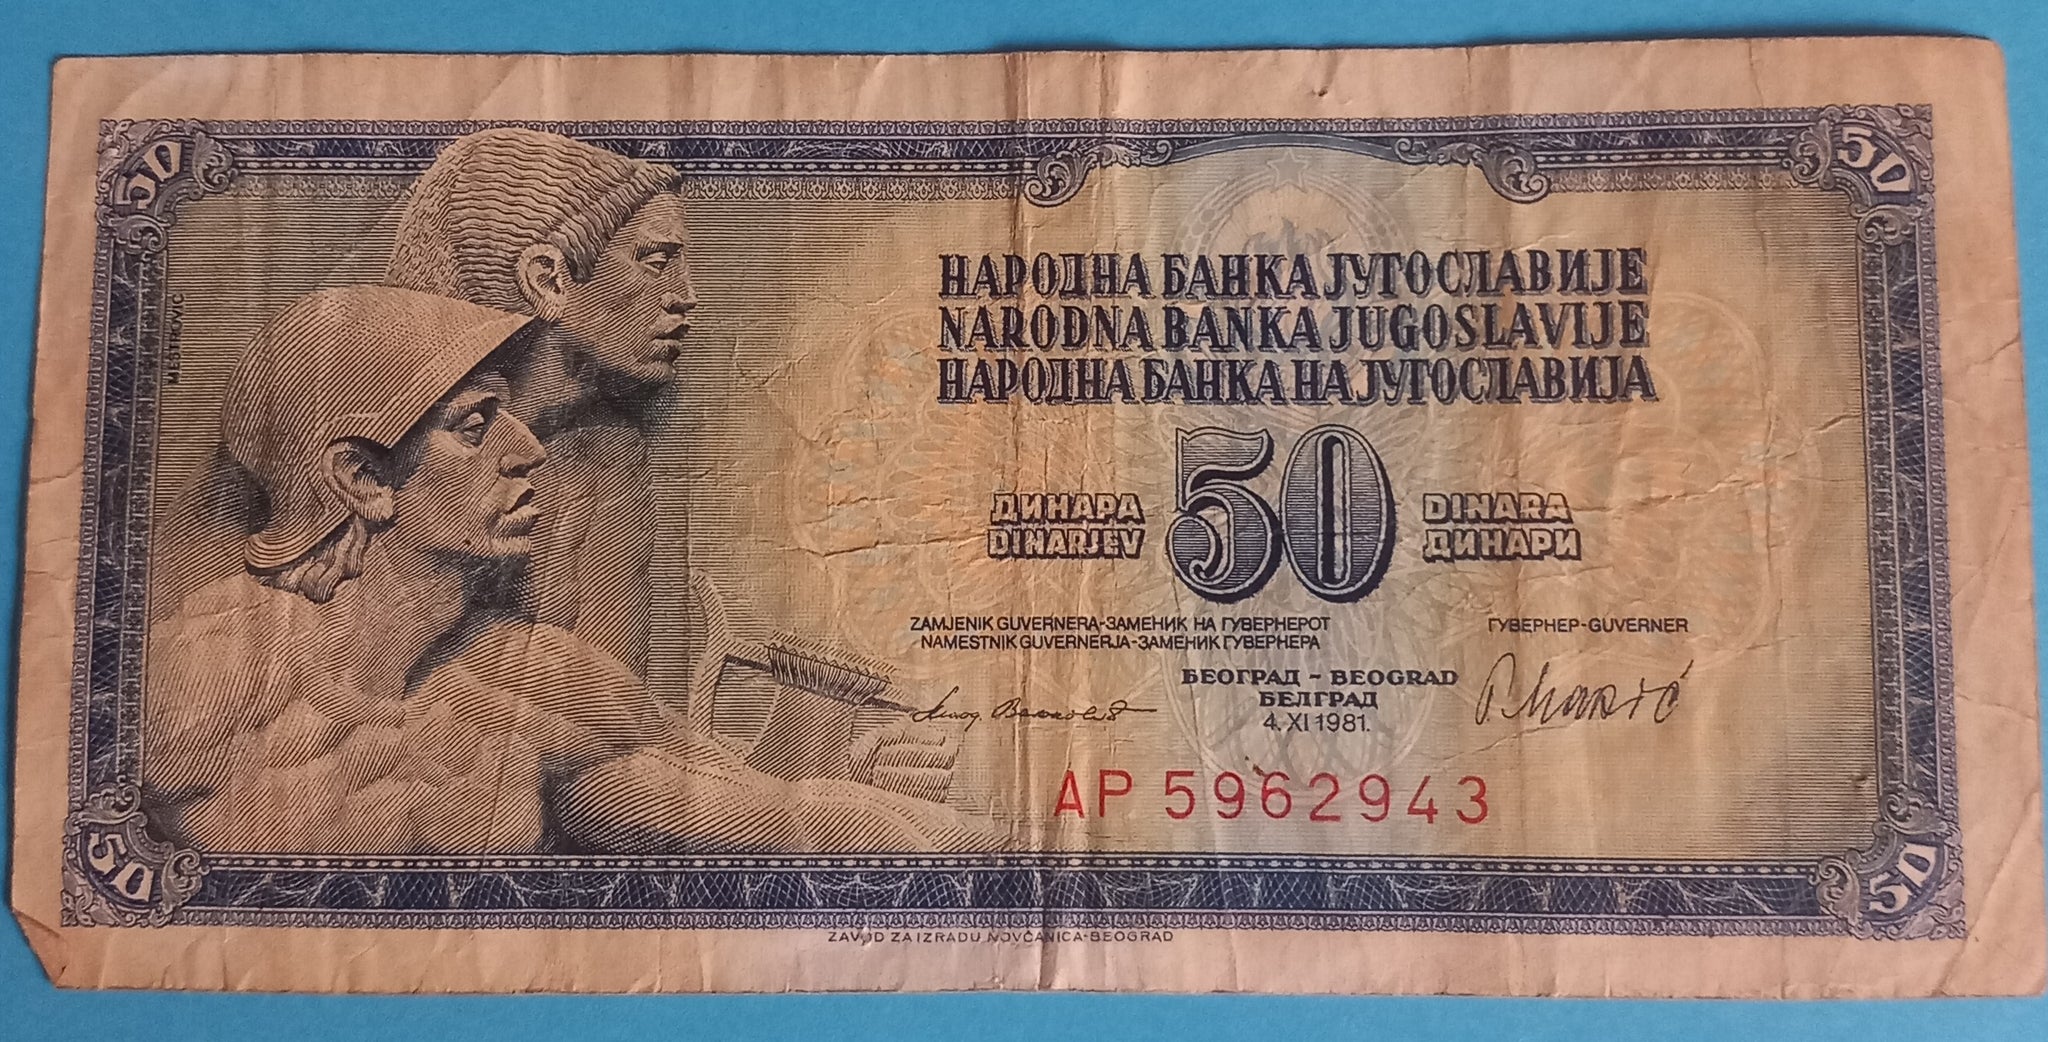 50
50
MEŠTROVIĆ
НАРОДНА БАНКА ЈУГОСЛАВИЈЕ
NARODNA BANKA JUGOSLAVIJE
НАРОДНА БАНКА НА ЈУГОСЛАВИЈА
ДИНАРА 50 DINARA
DINARJEV ДИНАРИ
ZAMJENIK GUVERNERA-ЗАМЕНИК НА ГУВЕРНЕРОТ ГУВЕРНЕР-GUVERNER
NAMESTNIK GUVERNERJA-ЗАМЕНИК ГУВЕРНЕРА
БЕОГРАД - BEOGRAD
БЕЛГРАД
4. XI 1981.
AP 5962943
50
50
ZAVOD ZA IZRADU NOVČANICA-BEOGRAD